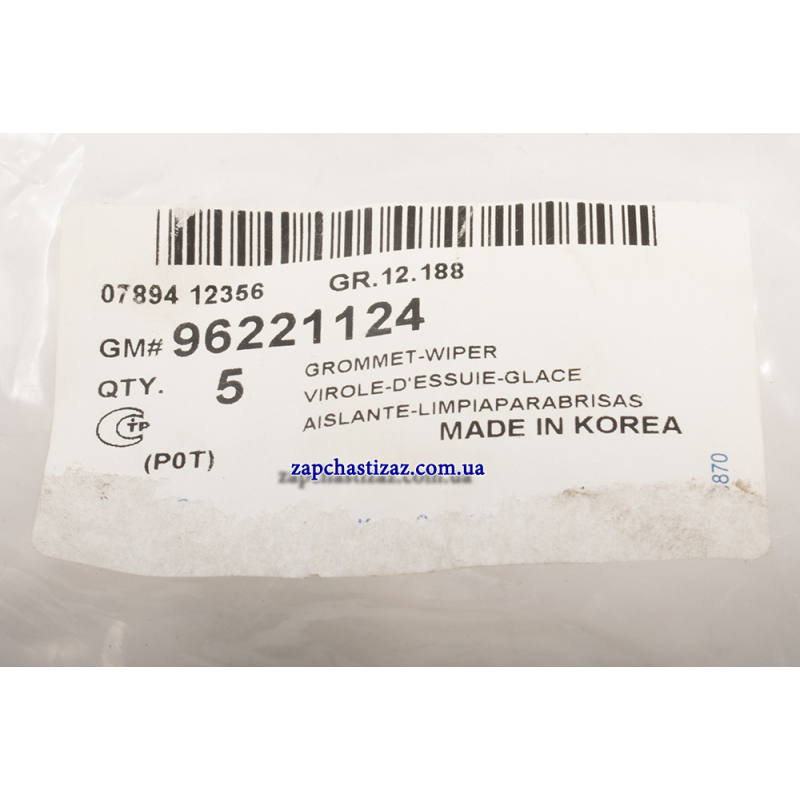 07894 12356 GR.12.188
GM# 96221124
QTY. 5
GROMMET-WIPER
VIROLE-D'ESSUIE-GLACE
AISLANTE-LIMPIAPARABRISAS
MADE IN KOREA
(P0T)
zapchastizaz.com.ua
870